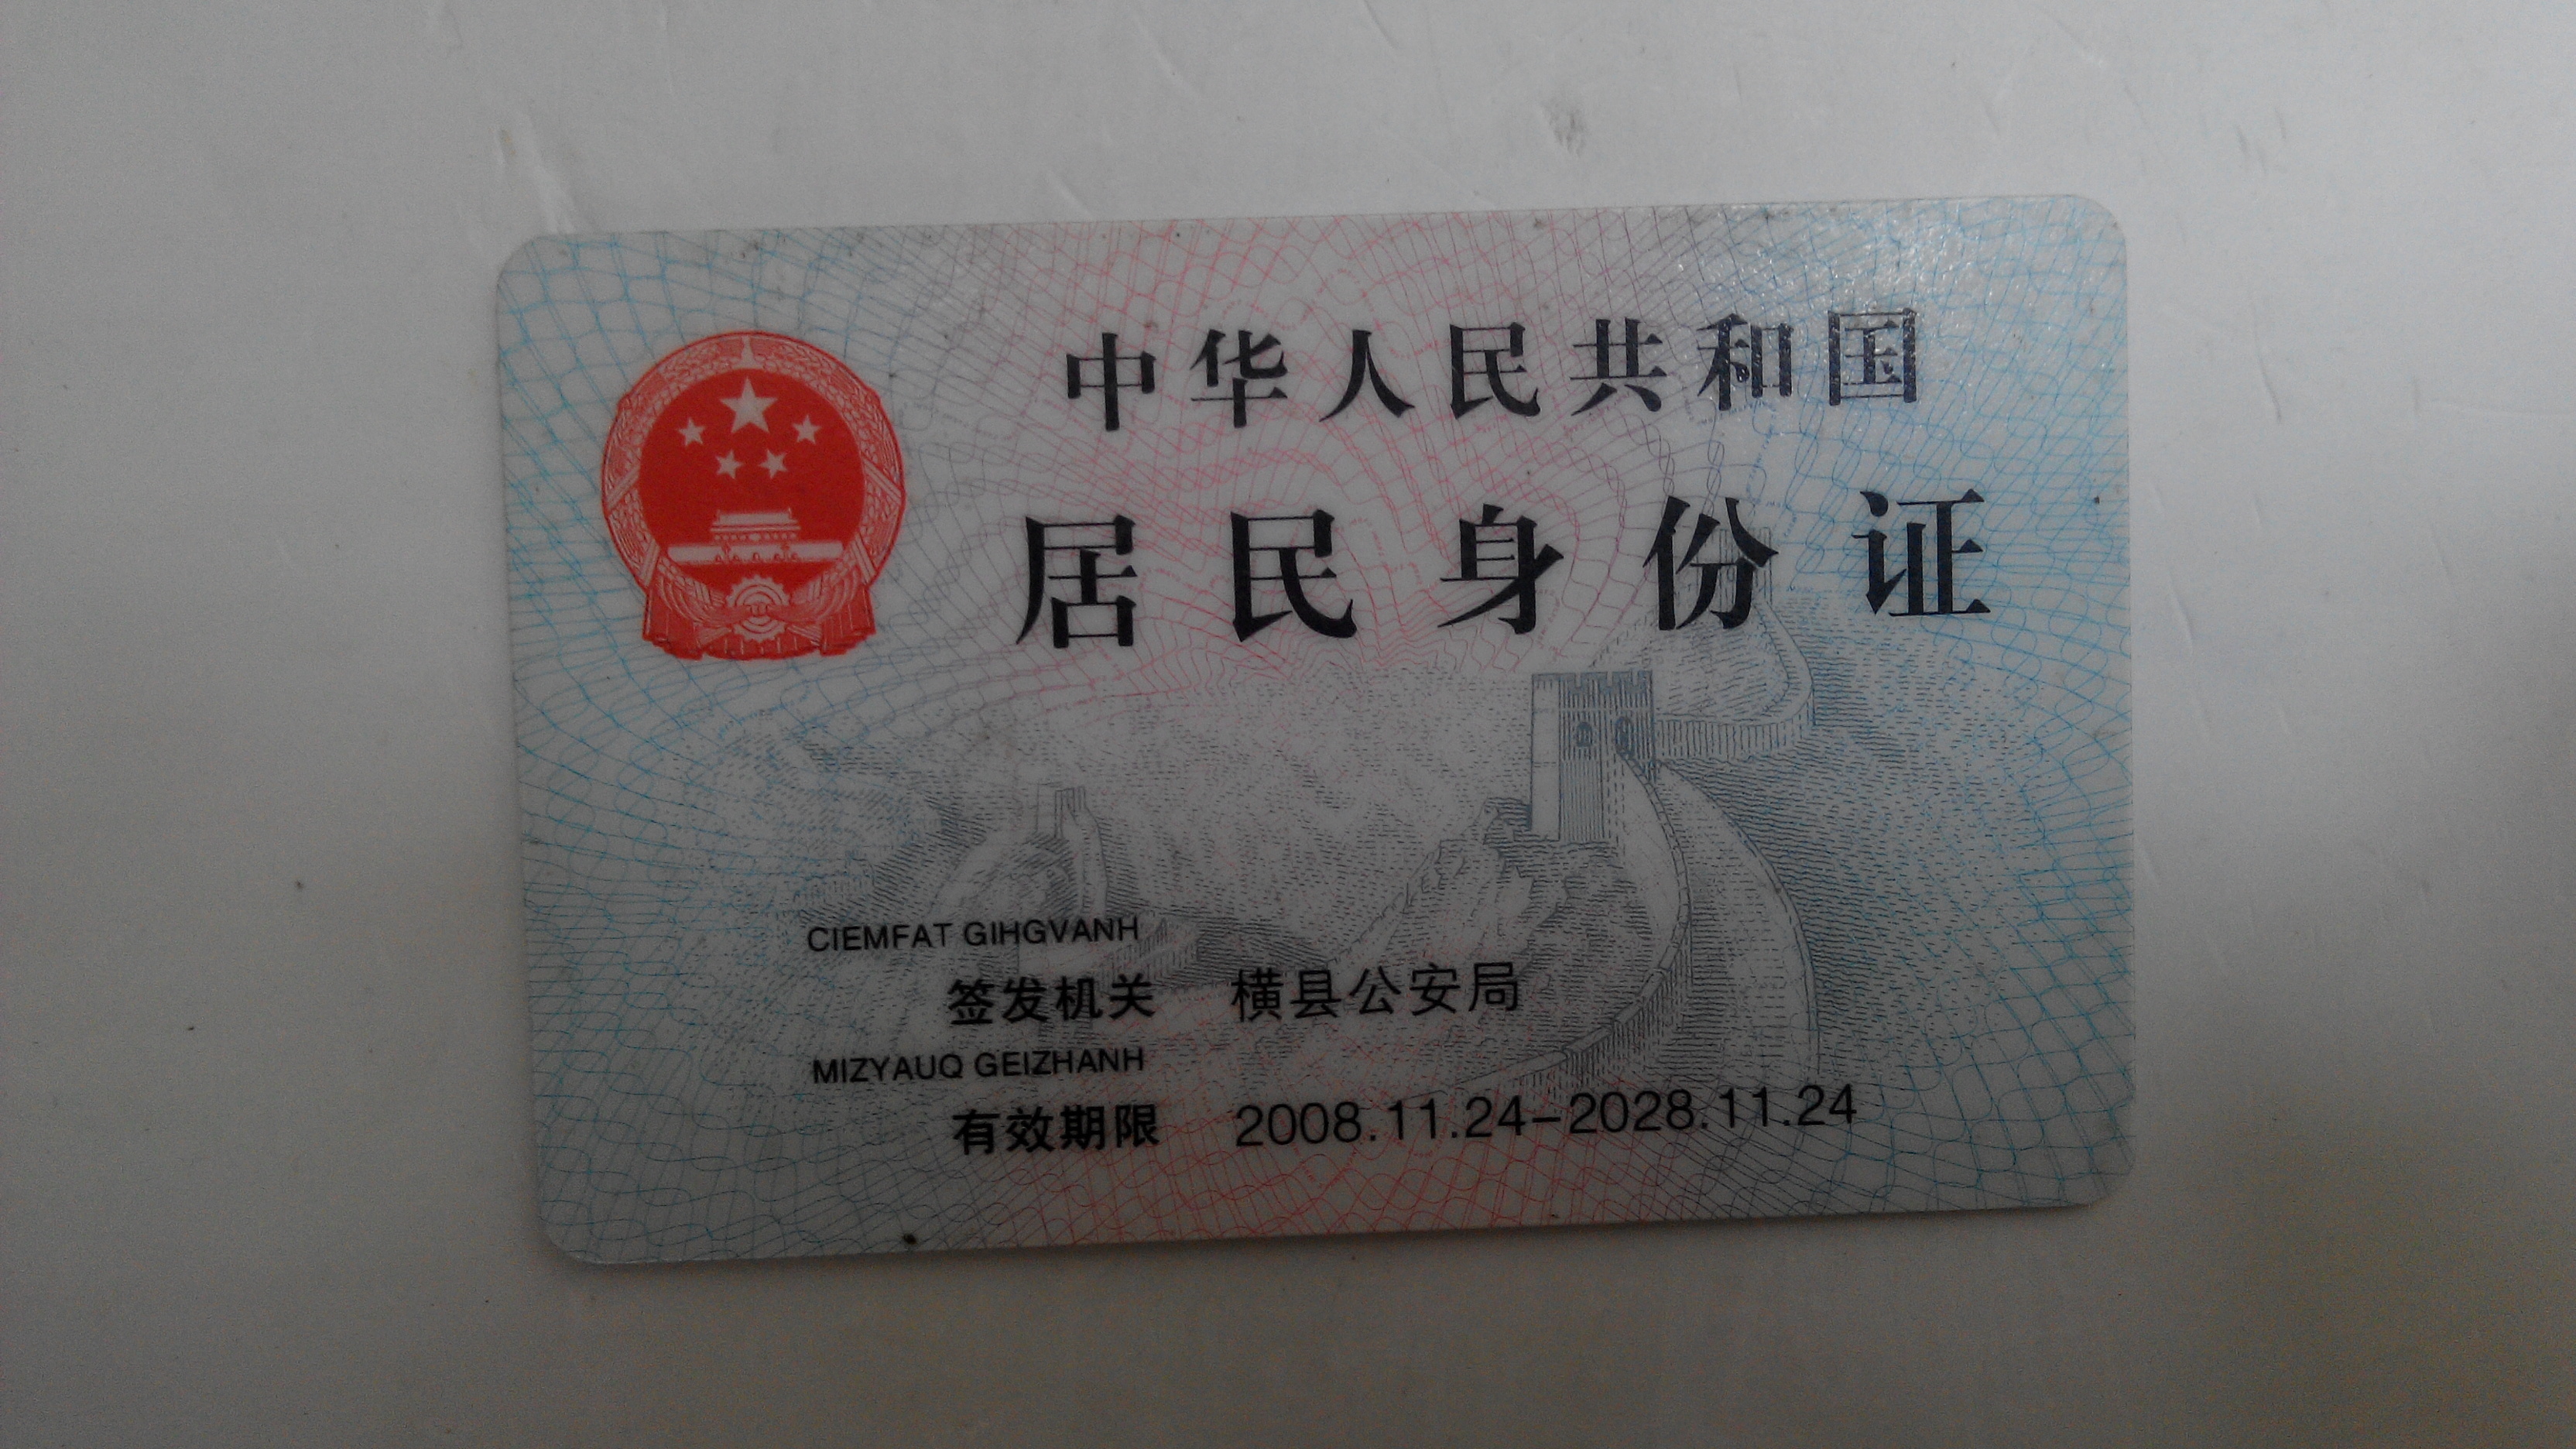 中华人民共和国
居民身份证
CIEMFAT GIHGVANH
签发机关 横县公安局
MIZYAUQ GEIZHANH
有效期限 2008.11.24-2028.11.24